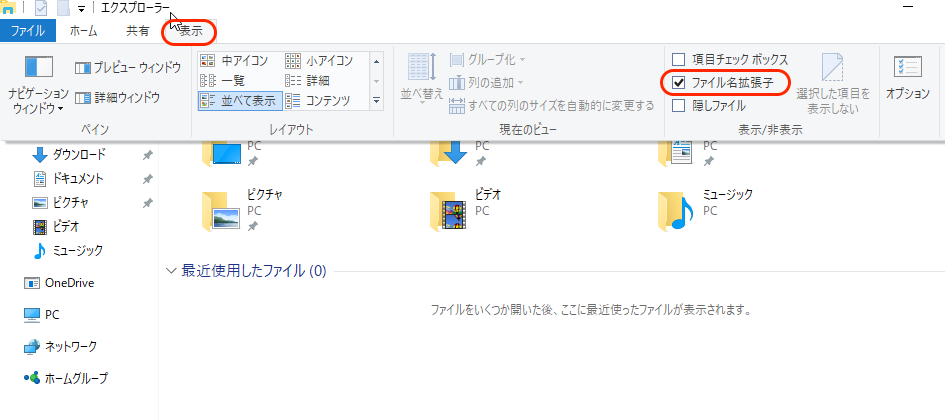 エクスプローラー
ファイル ホーム 共有 表示
ナビゲーション ウィンドウ
プレビュー ウィンドウ
詳細ウィンドウ
ペイン
中アイコン 小アイコン
一覧 詳細
並べて表示 コンテンツ
レイアウト
並べ替え
グループ化
列の追加
すべての列のサイズを自動的に変更する
現在のビュー
項目チェック ボックス
ファイル名拡張子
隠しファイル
選択した項目を
表示しない
表示/非表示
オプション
ダウンロード
ドキュメント
ピクチャ
ビデオ
ミュージック
OneDrive
PC
ネットワーク
ホームグループ
PC PC PC
ピクチャ ビデオ ミュージック
PC PC PC
最近使用したファイル (0)
ファイルをいくつか開いた後、ここに最近使ったファイルが表示されます。